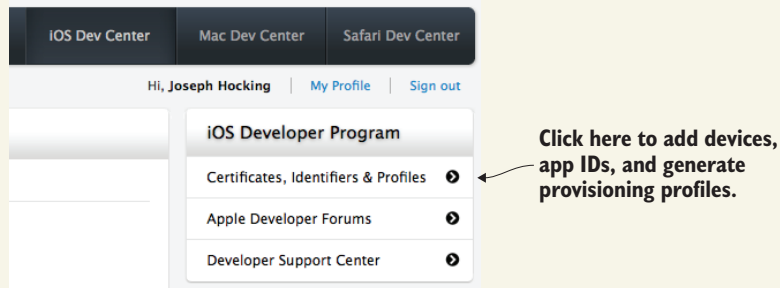 iOS Dev Center Mac Dev Center Safari Dev Center
Hi, Joseph Hocking | My Profile | Sign out
iOS Developer Program
Certificates, Identifiers & Profiles
Apple Developer Forums
Developer Support Center
Click here to add devices,
app IDs, and generate
provisioning profiles.